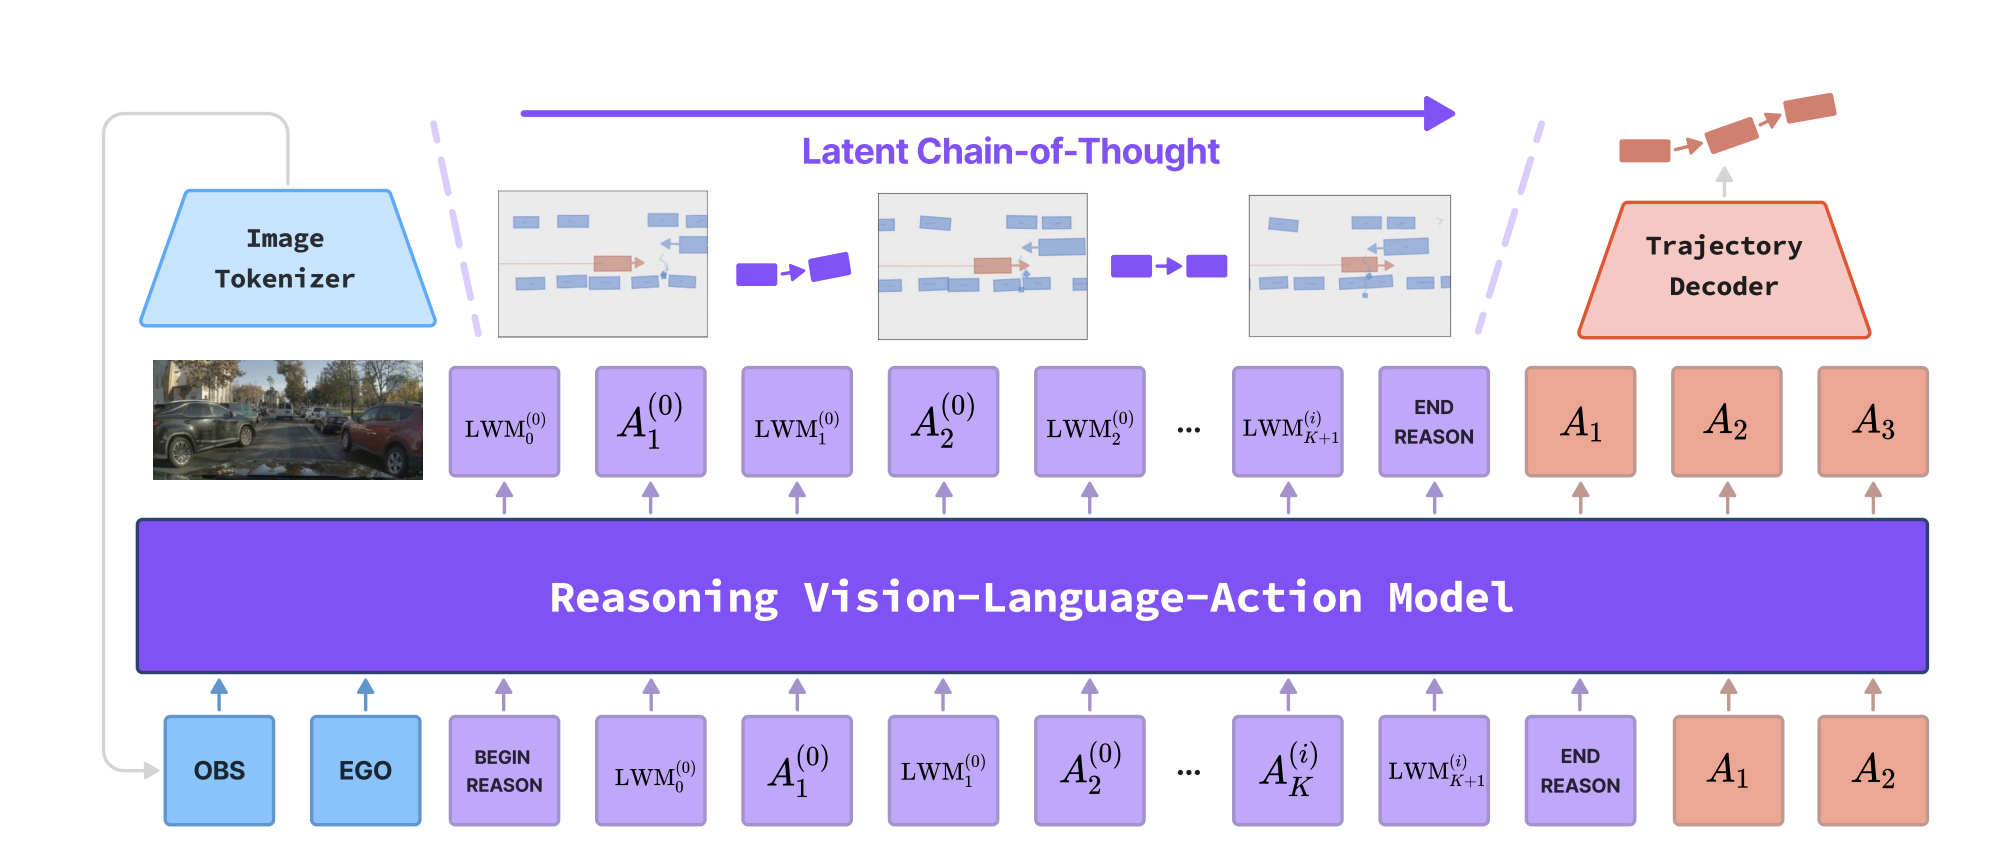 Latent Chain-of-Thought
Image
Tokenizer
Trajectory
Decoder
LWM_0^{(0)}
A_1^{(0)}
LWM_1^{(0)}
A_2^{(0)}
LWM_2^{(0)}
...
LWM_{K+1}^{(i)}
END
REASON
A_1
A_2
A_3
Reasoning Vision-Language-Action Model
OBS
EGO
BEGIN
REASON
LWM_0^{(0)}
A_1^{(0)}
LWM_1^{(0)}
A_2^{(0)}
...
A_K^{(i)}
LWM_{K+1}^{(i)}
END
REASON
A_1
A_2